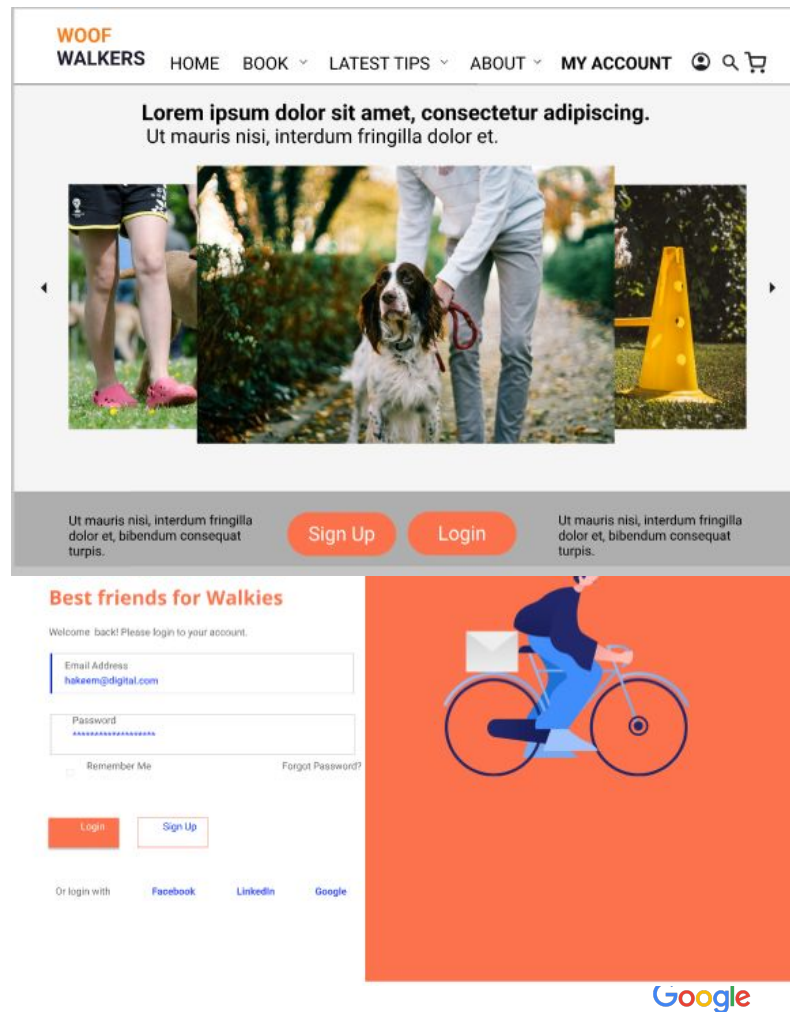 WOOF
WALKERS
HOME BOOK LATEST TIPS ABOUT MY ACCOUNT
Lorem ipsum dolor sit amet, consectetur adipiscing.
Ut mauris nisi, interdum fringilla dolor et.
Ut mauris nisi, interdum fringilla
dolor et, bibendum consequat
turpis.
Sign Up
Login
Ut mauris nisi, interdum fringilla
dolor et, bibendum consequat
turpis.
Best friends for Walkies
Welcome back! Please login to your account.
Email Address
hakeem@digital.com
Password
*******************
Remember Me
Forgot Password?
Login
Sign Up
Or login with Facebook LinkedIn Google
Google